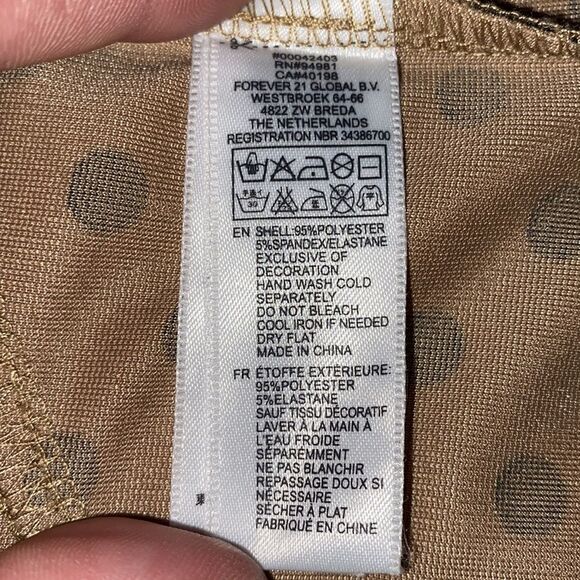 #00042403
RN#94981
CA#40198
FOREVER 21 GLOBAL B.V.
WESTBROEK 64-66
4822 ZW BREDA
THE NETHERLANDS
REGISTRATION NBR 34386700
30
EN SHELL:95%POLYESTER
5%SPANDEX/ELASTANE
EXCLUSIVE OF
DECORATION
HAND WASH COLD
SEPARATELY
DO NOT BLEACH
COOL IRON IF NEEDED
DRY FLAT
MADE IN CHINA
FR ÉTOFFE EXTÉRIEURE:
95%POLYESTER
5%ELASTANE
SAUF TISSU DÉCORATIF
LAVER À LA MAIN À
L'EAU FROIDE
SÉPARÉMENT
NE PAS BLANCHIR
REPASSAGE DOUX SI
NÉCESSAIRE
SÉCHER À PLAT
FABRIQUÉ EN CHINE